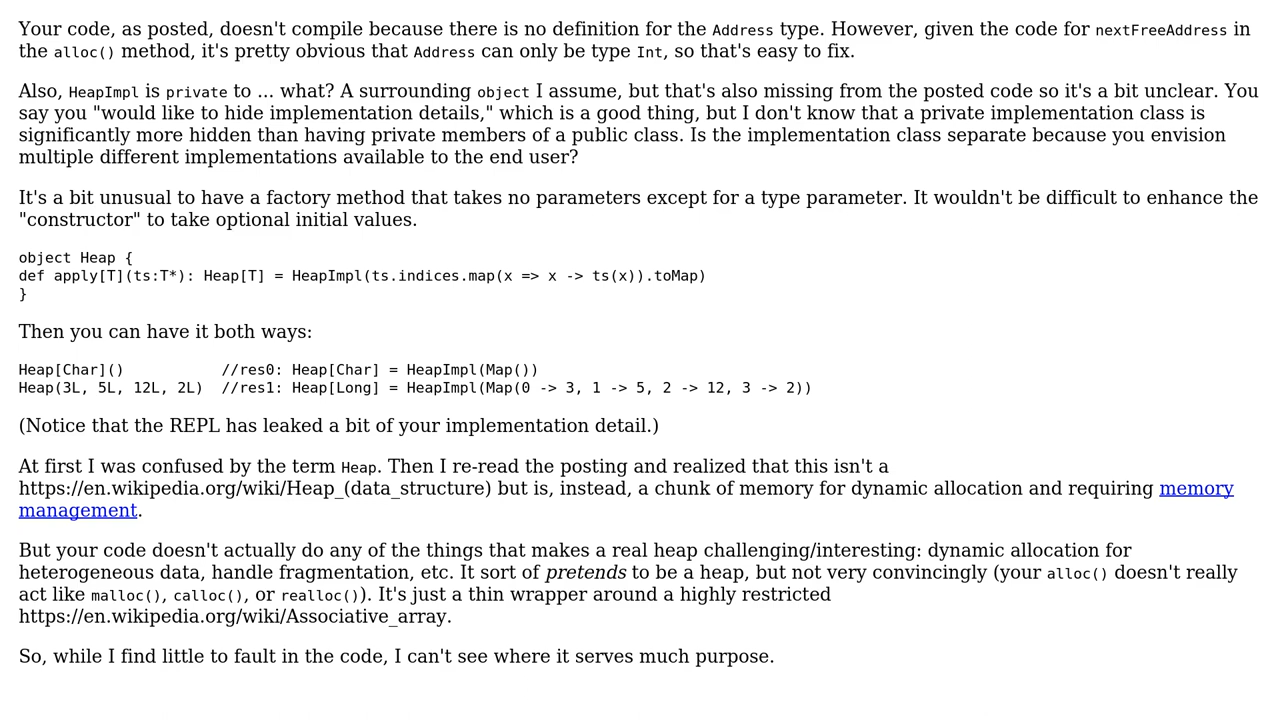 Your code, as posted, doesn't compile because there is no definition for the Address type. However, given the code for nextFreeAddress in
the alloc() method, it's pretty obvious that Address can only be type Int, so that's easy to fix.
Also, HeapImpl is private to ... what? A surrounding object I assume, but that's also missing from the posted code so it's a bit unclear. You
say you "would like to hide implementation details," which is a good thing, but I don't know that a private implementation class is
significantly more hidden than having private members of a public class. Is the implementation class separate because you envision
multiple different implementations available to the end user?
It's a bit unusual to have a factory method that takes no parameters except for a type parameter. It wouldn't be difficult to enhance the
"constructor" to take optional initial values.
object Heap {
def apply[T](ts:T*): Heap[T] = HeapImpl(ts.indices.map(x => x -> ts(x)).toMap)
}
Then you can have it both ways:
Heap[Char]()           //res0: Heap[Char] = HeapImpl(Map())
Heap(3L, 5L, 12L, 2L)  //res1: Heap[Long] = HeapImpl(Map(0 -> 3, 1 -> 5, 2 -> 12, 3 -> 2))
(Notice that the REPL has leaked a bit of your implementation detail.)
At first I was confused by the term Heap. Then I re-read the posting and realized that this isn't a
https://en.wikipedia.org/wiki/Heap_(data_structure) but is, instead, a chunk of memory for dynamic allocation and requiring memory
management.
But your code doesn't actually do any of the things that makes a real heap challenging/interesting: dynamic allocation for
heterogeneous data, handle fragmentation, etc. It sort of pretends to be a heap, but not very convincingly (your alloc() doesn't really
act like malloc(), calloc(), or realloc()). It's just a thin wrapper around a highly restricted
https://en.wikipedia.org/wiki/Associative_array.
So, while I find little to fault in the code, I can't see where it serves much purpose.